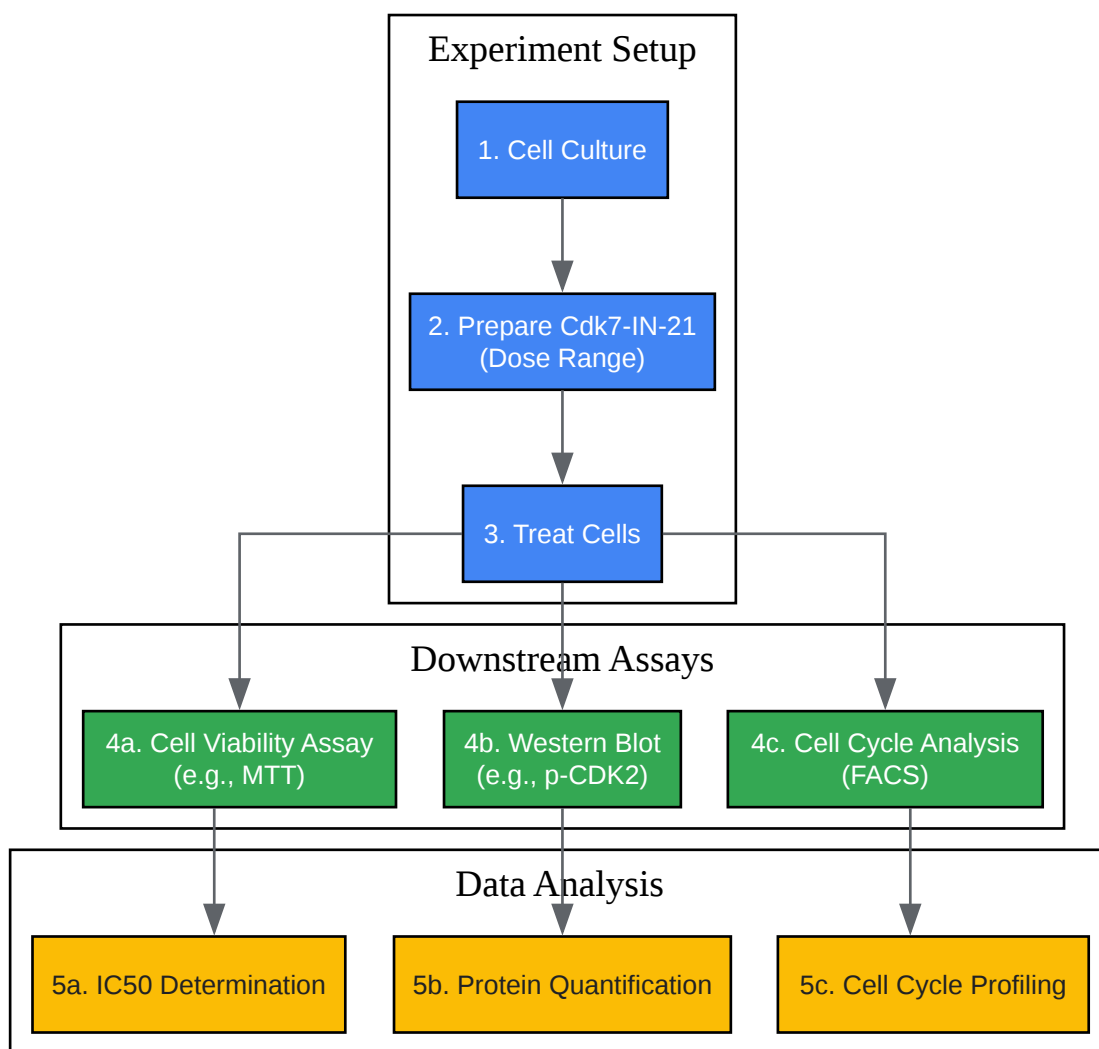 Experiment Setup
1. Cell Culture
2. Prepare Cdk7-IN-21
(Dose Range)
3. Treat Cells
Downstream Assays
4a. Cell Viability Assay
(e.g., MTT)
4b. Western Blot
(e.g., p-CDK2)
4c. Cell Cycle Analysis
(FACS)
Data Analysis
5a. IC50 Determination
5b. Protein Quantification
5c. Cell Cycle Profiling